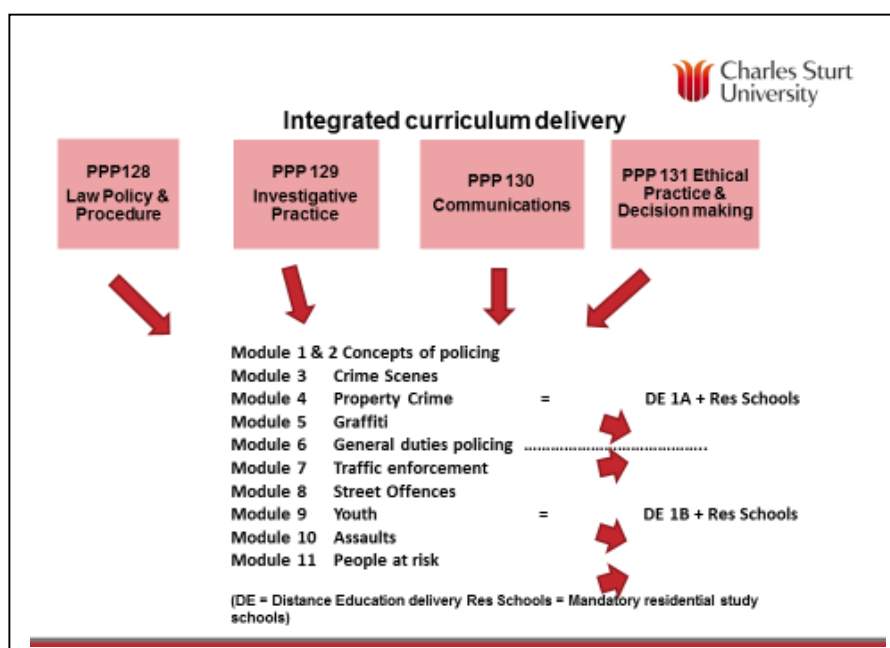 Charles Sturt
University
Integrated curriculum delivery
PPP128
Law Policy &
Procedure
PPP 129
Investigative
Practice
PPP 130
Communications
PPP 131 Ethical
Practice &
Decision making
Module 1 & 2 Concepts of policing
Module 3 Crime Scenes
Module 4 Property Crime = DE 1A + Res Schools
Module 5 Graffiti
Module 6 General duties policing ............................................
Module 7 Traffic enforcement
Module 8 Street Offences
Module 9 Youth = DE 1B + Res Schools
Module 10 Assaults
Module 11 People at risk
(DE = Distance Education delivery Res Schools = Mandatory residential study
schools)